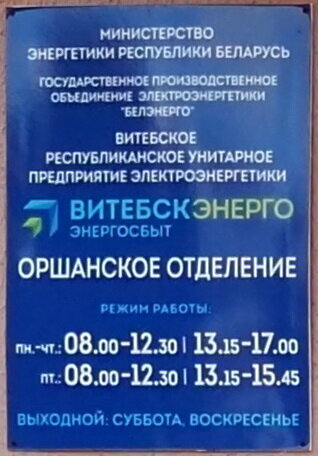 МИНИСТЕРСТВО
ЭНЕРГЕТИКИ РЕСПУБЛИКИ БЕЛАРУСЬ
ГОСУДАРСТВЕННОЕ ПРОИЗВОДСТВЕННОЕ
ОБЪЕДИНЕНИЕ ЭЛЕКТРОЭНЕРГЕТИКИ
"БЕЛЭНЕРГО"
ВИТЕБСКОЕ
РЕСПУБЛИКАНСКОЕ УНИТАРНОЕ
ПРЕДПРИЯТИЕ ЭЛЕКТРОЭНЕРГЕТИКИ
ВИТЕБСКЭНЕРГО
ЭНЕРГОСБЫТ
ОРШАНСКОЕ ОТДЕЛЕНИЕ
РЕЖИМ РАБОТЫ:
ПН.-ЧТ.: 08.00-12.30 | 13.15-17.00
ПТ.: 08.00-12.30 | 13.15-15.45
ВЫХОДНОЙ: СУББОТА, ВОСКРЕСЕНЬЕ